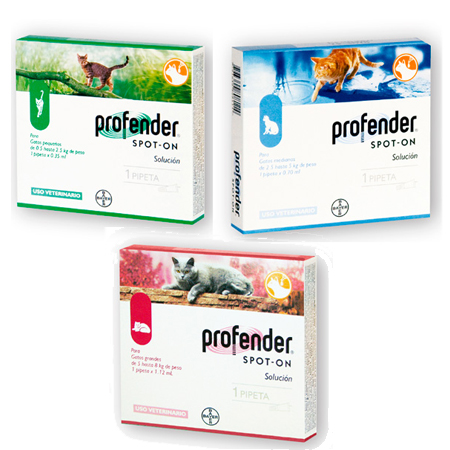 profender
SPOT-ON
Solución
Para
Gatos pequeños
de 0.5 hasta 2.5 kg de peso
1 pipeta x 0.35 ml
1 PIPETA
USO VETERINARIO
BAYER
profender
profender
SPOT-ON
Solución
Para
Gatos medianos
de 2.5 hasta 5 kg de peso
1 pipeta x 0.70 ml
1 PIPETA
USO VETERINARIO
BAYER
profender
SPOT-ON
Solución
Para
Gatos grandes
de 5 hasta 8 kg de peso
1 pipeta x 1.12 ml.
1 PIPETA
USO VETERINARIO
BAYER